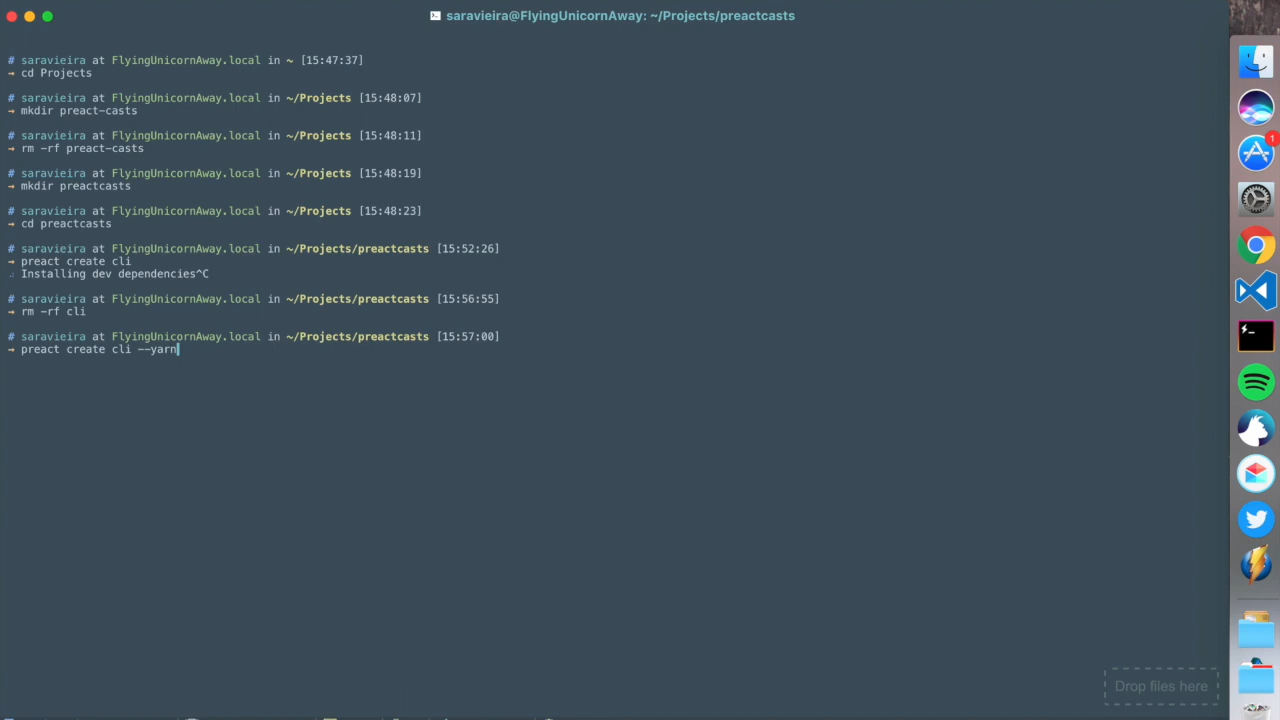 saravieira@FlyingUnicornAway: ~/Projects/preactcasts
# saravieira at FlyingUnicornAway.local in ~ [15:47:37]
→ cd Projects
# saravieira at FlyingUnicornAway.local in ~/Projects [15:48:07]
→ mkdir preact-casts
# saravieira at FlyingUnicornAway.local in ~/Projects [15:48:11]
→ rm -rf preact-casts
# saravieira at FlyingUnicornAway.local in ~/Projects [15:48:19]
→ mkdir preactcasts
# saravieira at FlyingUnicornAway.local in ~/Projects [15:48:23]
→ cd preactcasts
# saravieira at FlyingUnicornAway.local in ~/Projects/preactcasts [15:52:26]
→ preact create cli
Installing dev dependencies^C
# saravieira at FlyingUnicornAway.local in ~/Projects/preactcasts [15:56:55]
→ rm -rf cli
# saravieira at FlyingUnicornAway.local in ~/Projects/preactcasts [15:57:00]
→ preact create cli --yarn
1
Drop files here